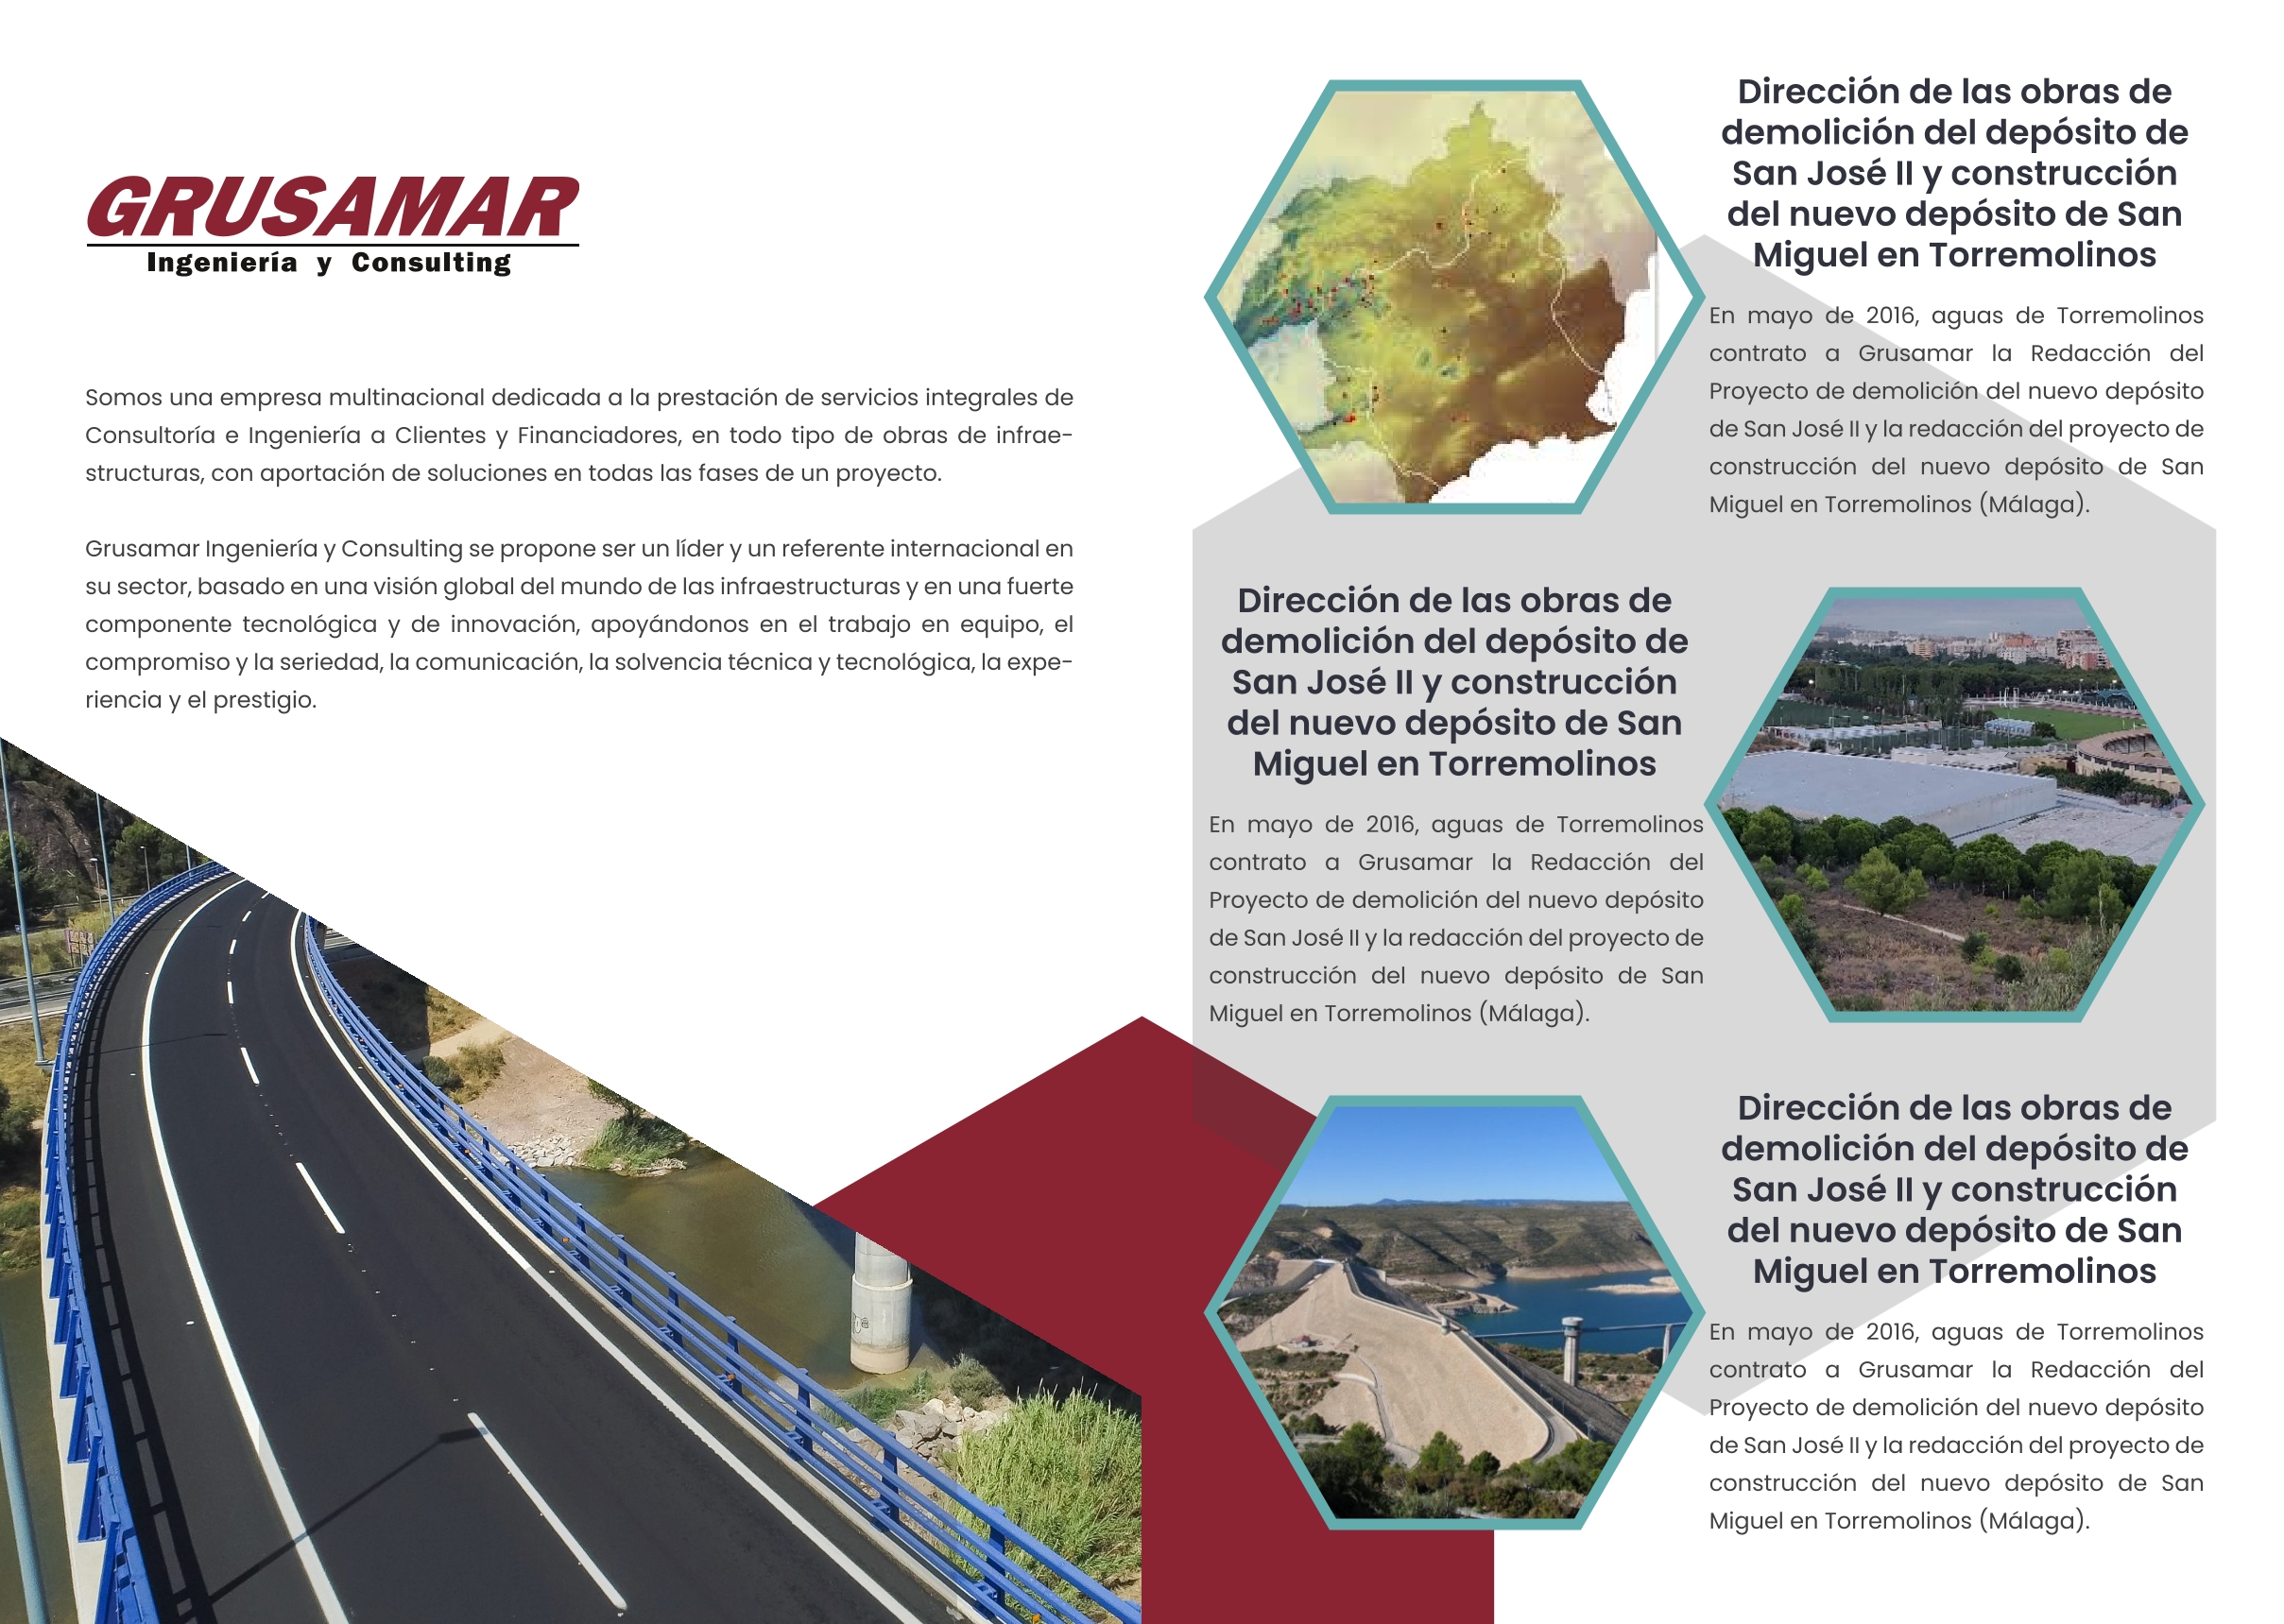 GRUSAMAR
Ingeniería y Consulting
Somos una empresa multinacional dedicada a la prestación de servicios integrales de
Consultoría e Ingeniería a Clientes y Financiadores, en todo tipo de obras de infrae-
structuras, con aportación de soluciones en todas las fases de un proyecto.
Grusamar Ingeniería y Consulting se propone ser un líder y un referente internacional en
su sector, basado en una visión global del mundo de las infraestructuras y en una fuerte
componente tecnológica y de innovación, apoyándonos en el trabajo en equipo, el
compromiso y la seriedad, la comunicación, la solvencia técnica y tecnológica, la expe-
riencia y el prestigio.
Dirección de las obras de
demolición del depósito de
San José II y construcción
del nuevo depósito de San
Miguel en Torremolinos
En mayo de 2016, aguas de Torremolinos
contrato a Grusamar la Redacción del
Proyecto de demolición del nuevo depósito
de San José II y la redacción del proyecto de
construcción del nuevo depósito de San
Miguel en Torremolinos (Málaga).
Dirección de las obras de
demolición del depósito de
San José II y construcción
del nuevo depósito de San
Miguel en Torremolinos
En mayo de 2016, aguas de Torremolinos
contrato a Grusamar la Redacción del
Proyecto de demolición del nuevo depósito
de San José II y la redacción del proyecto de
construcción del nuevo depósito de San
Miguel en Torremolinos (Málaga).
Dirección de las obras de
demolición del depósito de
San José II y construcción
del nuevo depósito de San
Miguel en Torremolinos
En mayo de 2016, aguas de Torremolinos
contrato a Grusamar la Redacción del
Proyecto de demolición del nuevo depósito
de San José II y la redacción del proyecto de
construcción del nuevo depósito de San
Miguel en Torremolinos (Málaga).